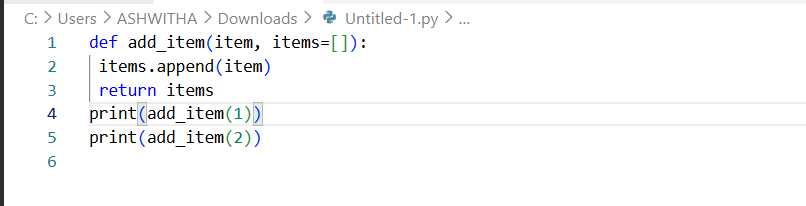 C: > Users > ASHWITHA > Downloads > Untitled-1.py > ...
1 def add_item(item, items=[]):
2  items.append(item)
3  return items
4 print(add_item(1))
5 print(add_item(2))
6